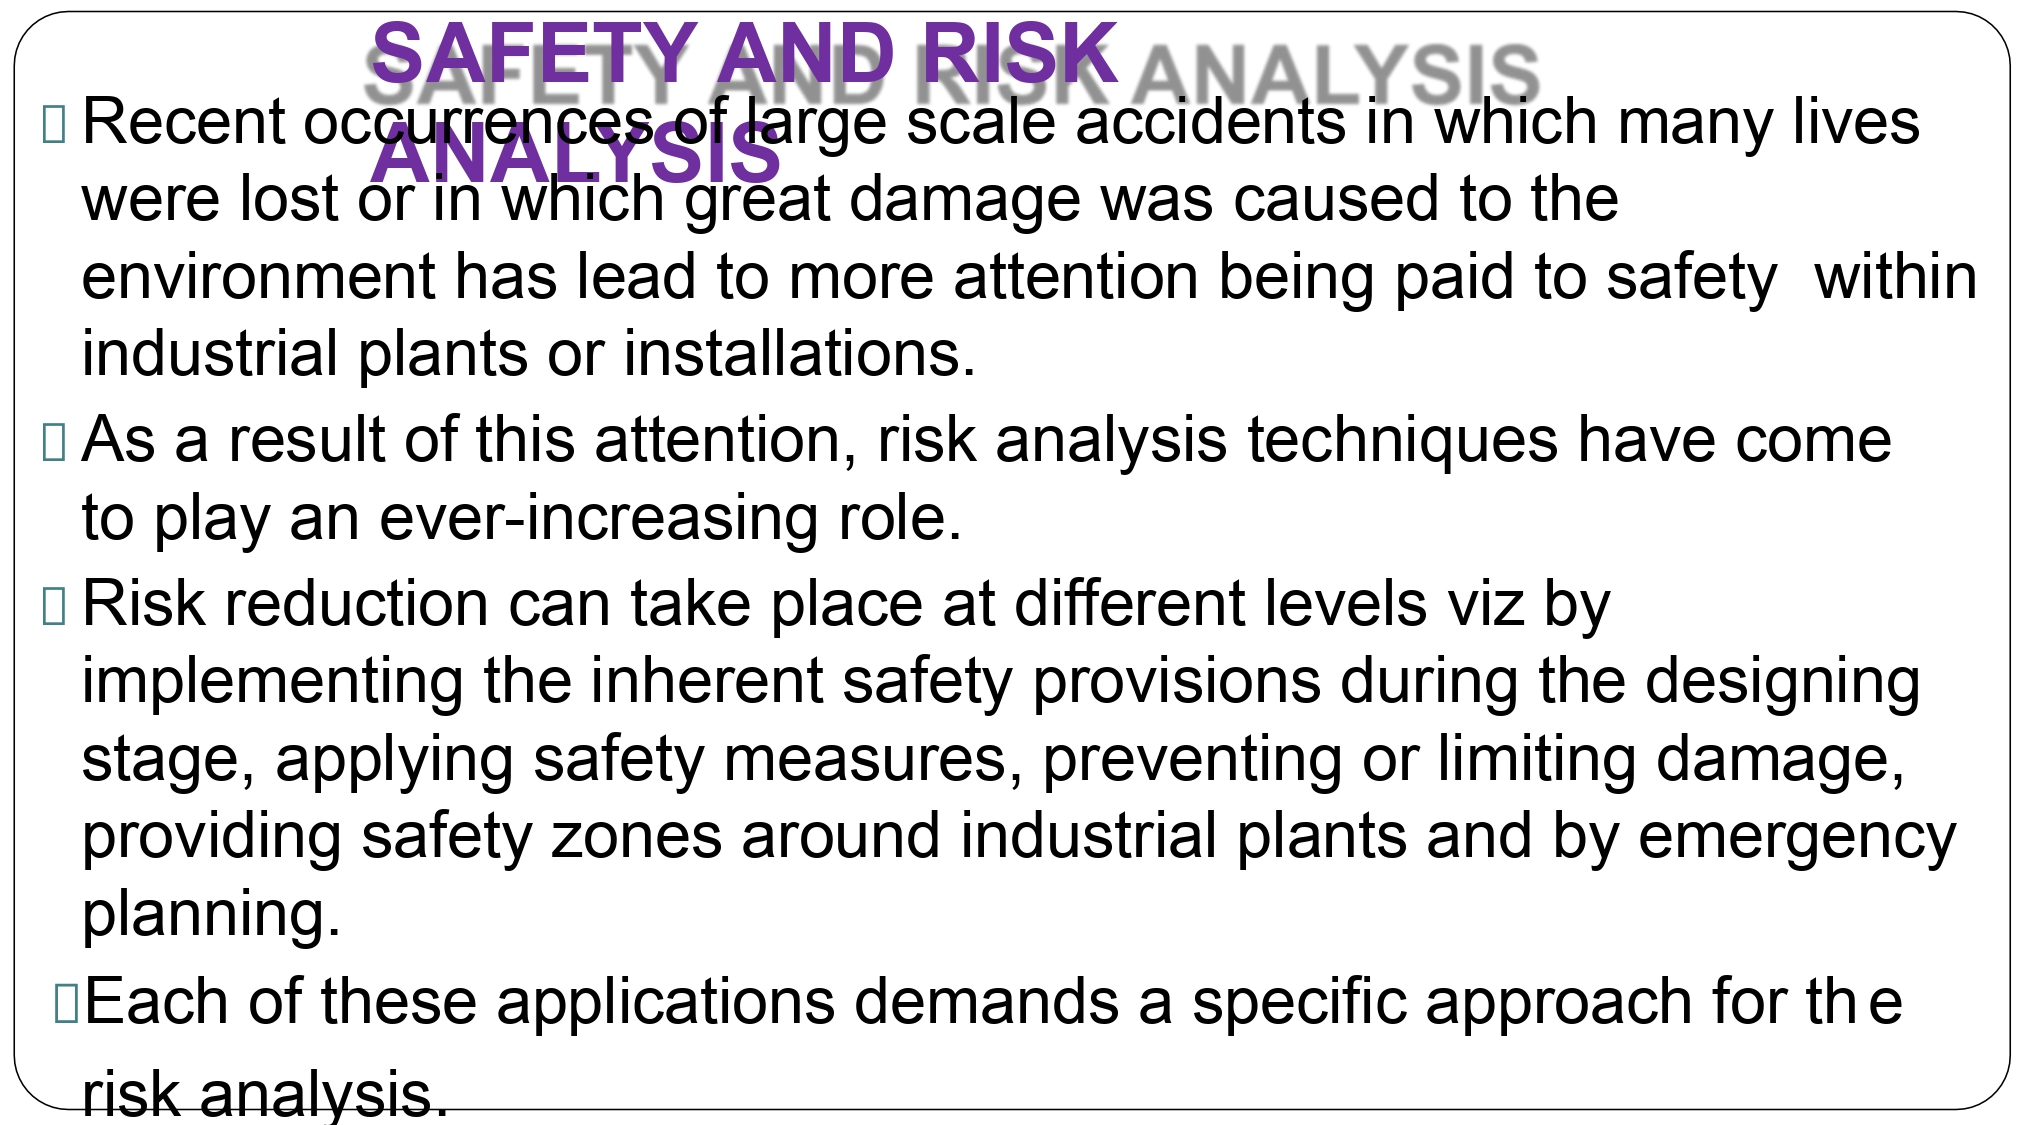 SAFETY AND RISK
ANALYSIS
SAFETY AND RISK ANALYSIS
Recent occurrences of large scale accidents in which many lives
were lost or in which great damage was caused to the
environment has lead to more attention being paid to safety  within
industrial plants or installations.
As a result of this attention, risk analysis techniques have come
to play an ever-increasing role.
Risk reduction can take place at different levels viz by
implementing the inherent safety provisions during the designing
stage, applying safety measures, preventing or limiting damage,
providing safety zones around industrial plants and by emergency
planning.
Each of these applications demands a specific approach for th e
risk analysis.